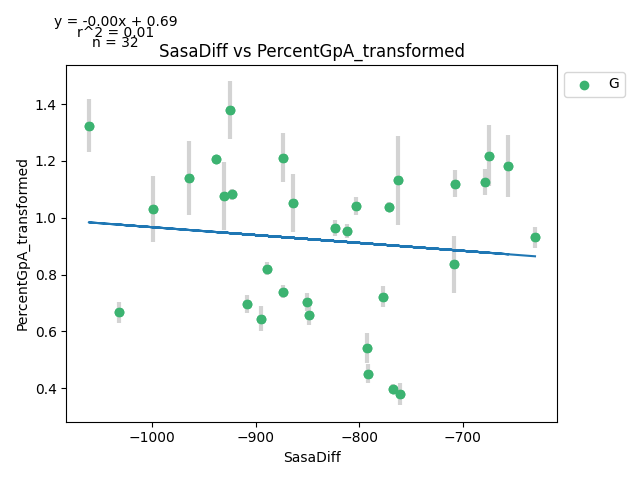 y = -0.00x + 0.69
r^2 = 0.01
n = 32
SasaDiff vs PercentGpA_transformed
G
PercentGpA_transformed
1.4
1.2
1.0
0.8
0.6
0.4
−1000
−900
−800
−700
SasaDiff